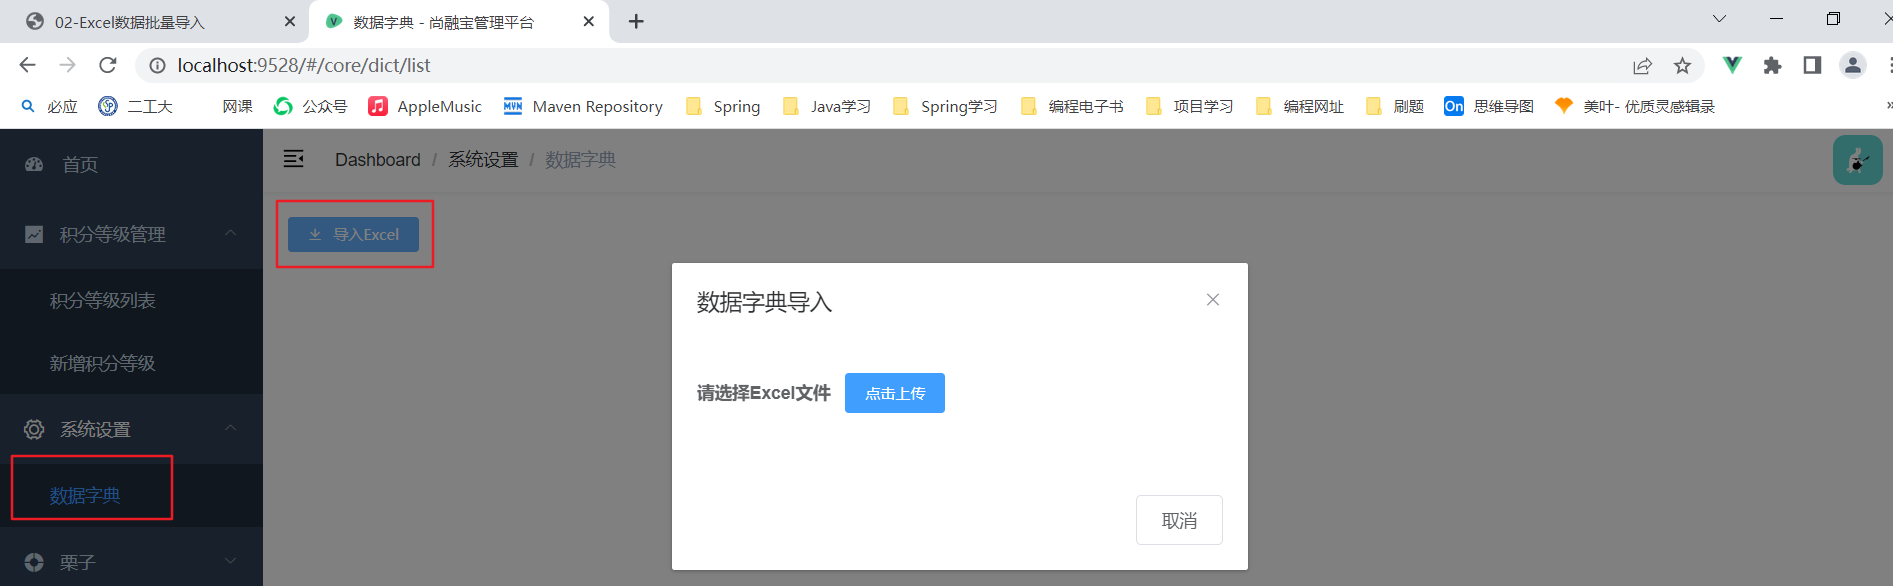 02-Excel数据批量导入
数据字典 - 尚融宝管理平台
localhost:9528/#/core/dict/list
必应 二工大 网课 公众号 AppleMusic Maven Repository Spring Java学习 Spring学习 编程电子书 项目学习 编程网址 刷题 On 思维导图 美叶- 优质灵感辑录
首页
积分等级管理
积分等级列表
新增积分等级
系统设置
数据字典
栗子
Dashboard / 系统设置 / 数据字典
导入Excel
数据字典导入
请选择Excel文件 点击上传
取消